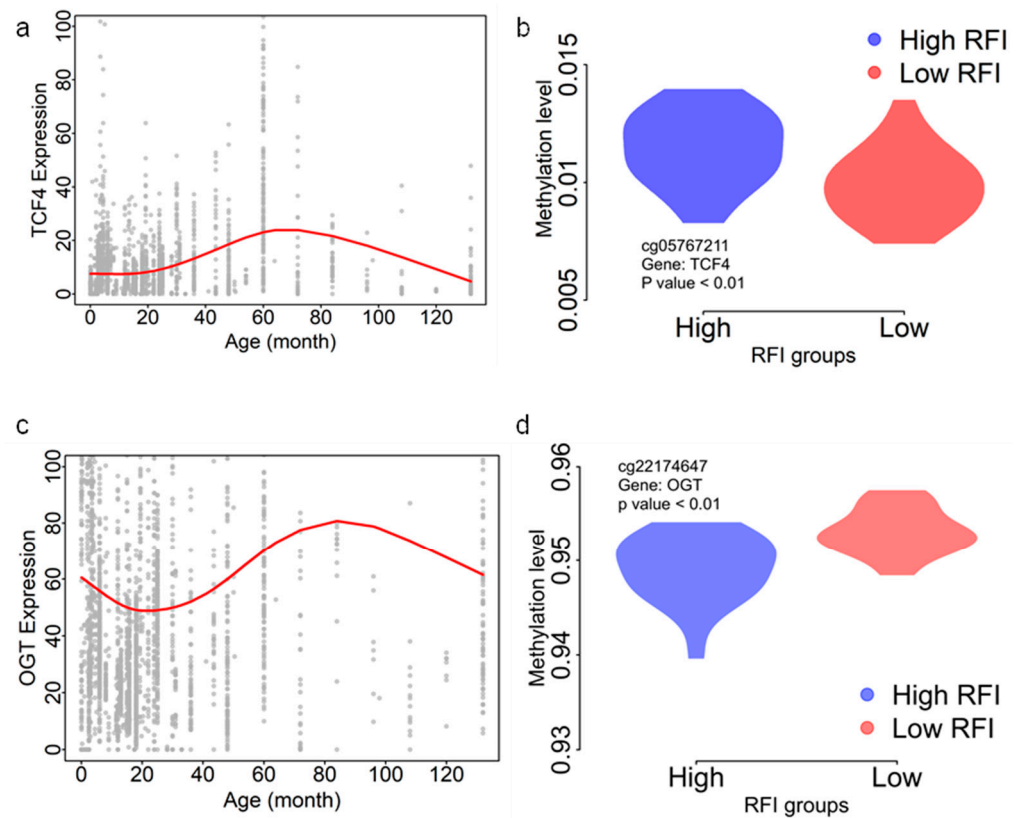 a
TCF4 Expression
100
80
60
40
20
0
0 20 40 60 80 100 120
Age (month)
b
High RFI
Low RFI
Methylation level
0.015
0.01
0.005
cg05767211
Gene: TCF4
P value < 0.01
High Low
RFI groups
c
OGT Expression
100
80
60
40
20
0
0 20 40 60 80 100 120
Age (month)
d
Methylation level
0.96
0.95
0.94
0.93
cg22174647
Gene: OGT
p value < 0.01
High RFI
Low RFI
High Low
RFI groups